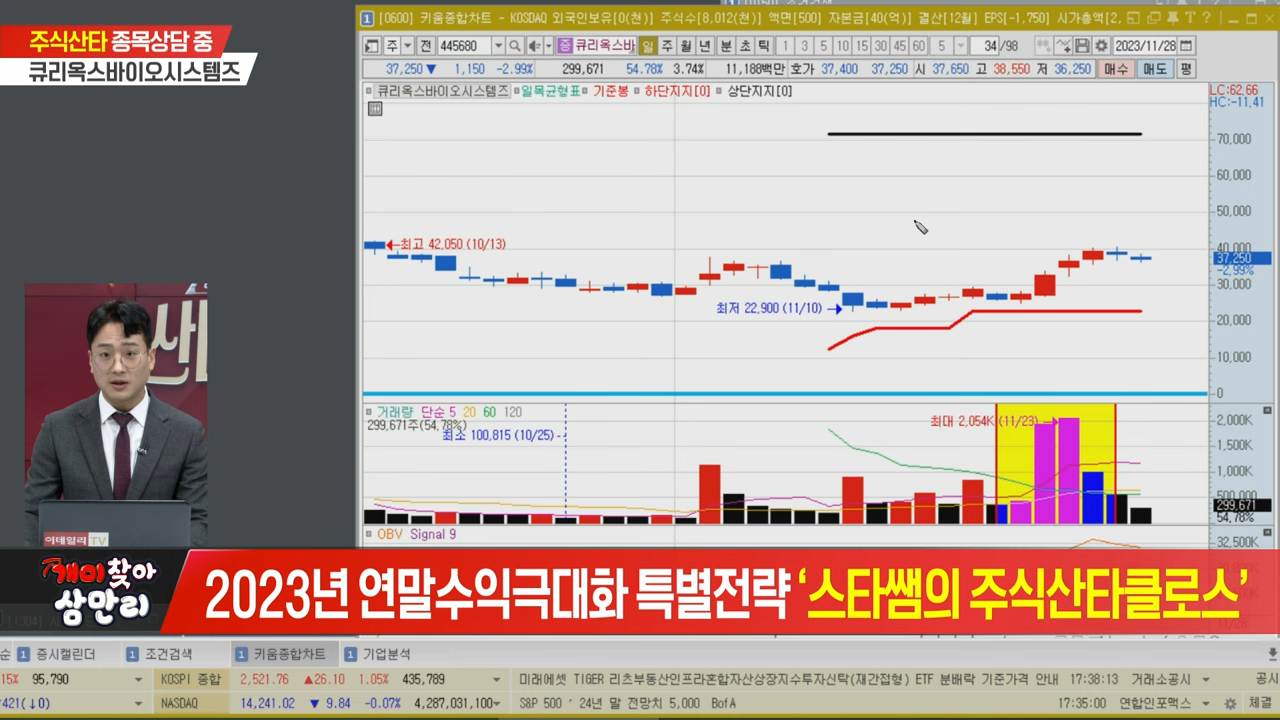 주식산타 종목상담 중
큐리옥스바이오시스템즈
1 [0600] 키움종합차트 - KOSDAQ 외국인보유[0(천)] 주식수[8,012(천)] 액면[500] 자본금[40(억)] 결산[12월] EPS[-1,750] 시가총액[2,
주 전 445680 증 큐리옥스바 일 주 월 년 분 초 틱 1 3 5 10 15 30 45 60 5 34/98 2023/11/28
37,250 ▼ 1,150 -2.99% 299,671 54.78% 3.74% 11,188백만 호가 37,400 37,250 시 37,650 고 38,550 저 36,250 매수 매도 평
큐리옥스바이오시스템즈 일목균형표 기준봉 하단지지[0] 상단지지[0]
LC:62,66
HC:-11,41
70,000
60,000
50,000
40,000
37,250
-2.99%
30,000
20,000
10,000
0
최고 42,050 (10/13)
최저 22,900 (11/10)
거래량 단순 5 20 60 120
299,671주(54,78%)
최소 100,815 (10/25)
최대 2,054K (11/23)
2,000K
1,500K
1,000K
500,000
299,671
54,78%
OBV Signal 9
32,500K
이데일리 TV
개미찾아
삼만리
2023년 연말수익극대화 특별전략 ‘스타쌤의 주식산타클로스’
순 1 증시캘린더 1 조건검색 1 키움종합차트 1 기업분석
15% 95,790 KOSPI 종합 2,521.76 ▲26.10 1.05% 435,789 미래에셋 TIGER 리츠부동산인프라혼합자산상장지수투자신탁(재간접형) ETF 분배락 기준가격 안내 17:38:13 거래소공시 공시
421(↓0) NASDAQ 14,241.02 ▼ 9.84 -0.07% 4,287,031,100 S&P 500 ‘24년 말 전망치 5,000 BofA 17:35:00 연합인포맥스 체결